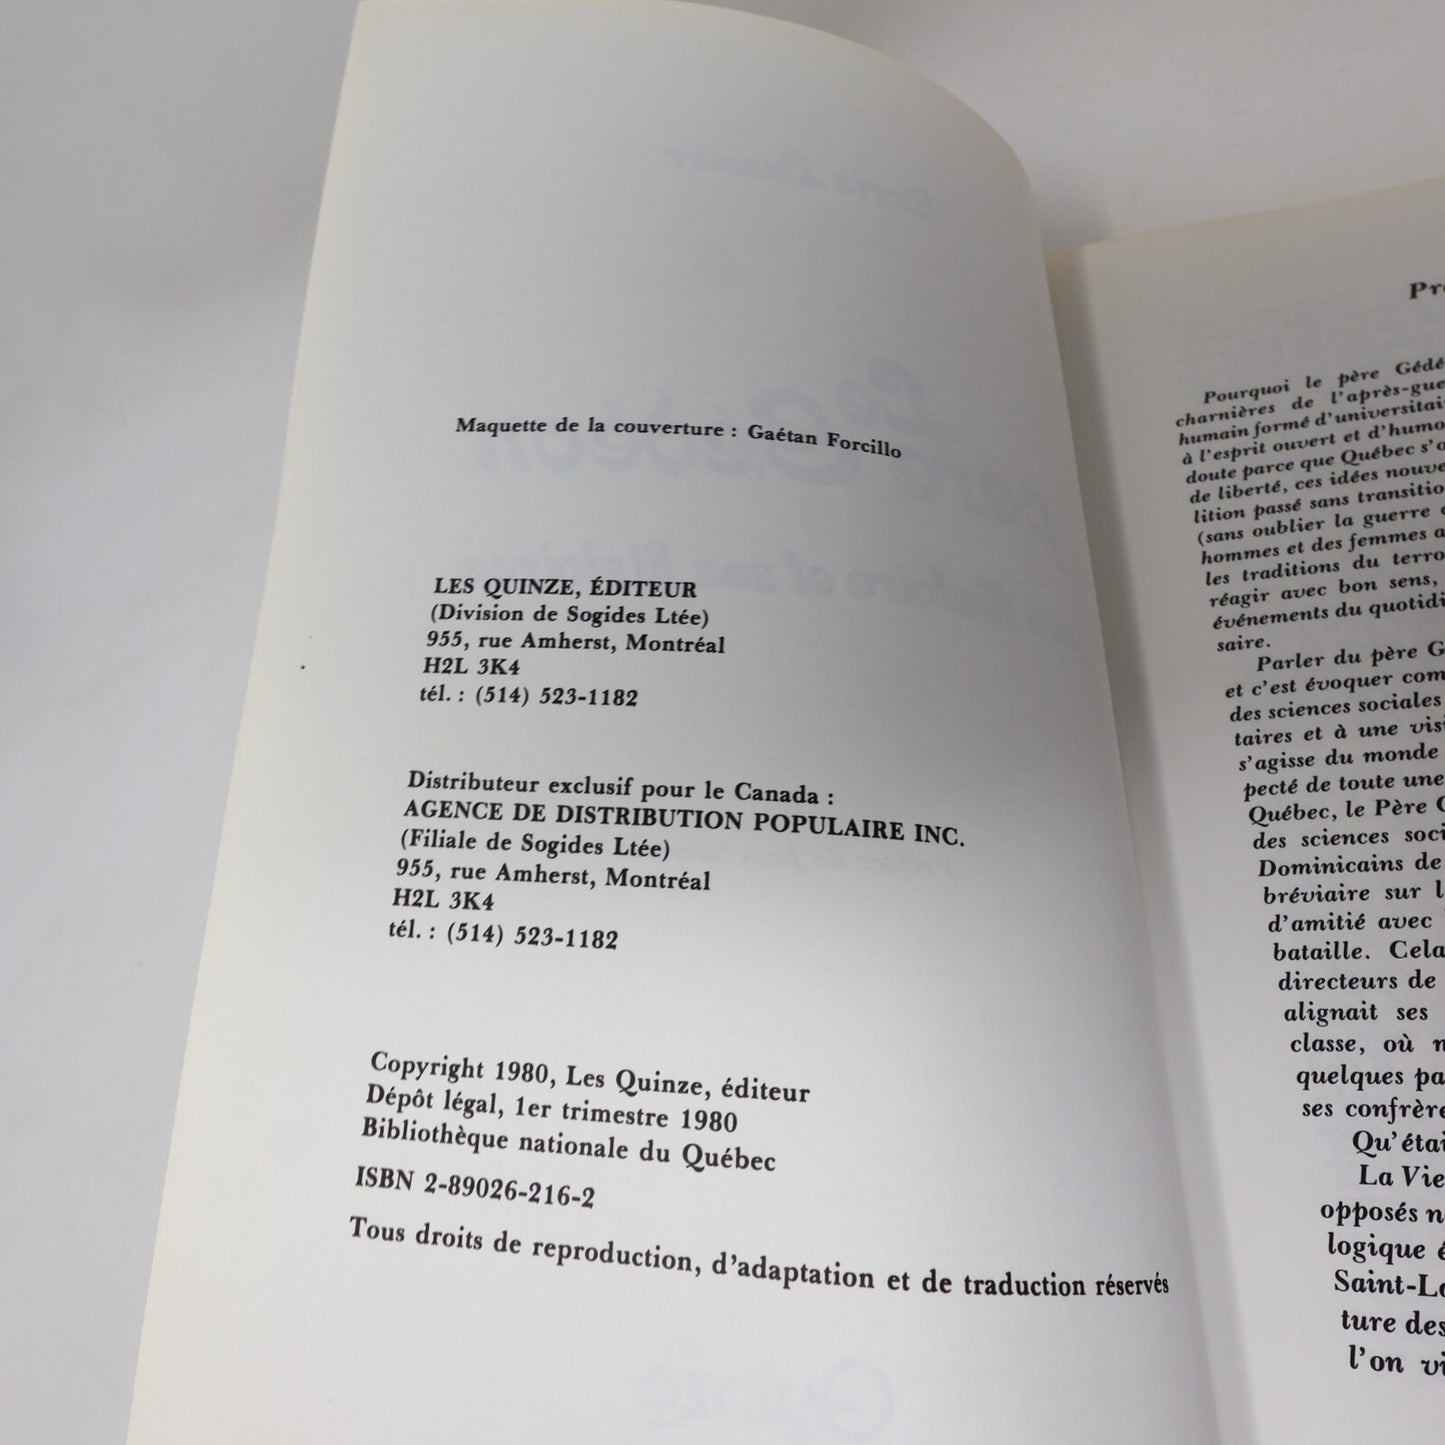 Maquette de la couverture : Gaétan Forcillo
LES QUINZE, ÉDITEUR
(Division de Sogides Ltée)
955, rue Amherst, Montréal
H2L 3K4
tél. : (514) 523-1182
Distributeur exclusif pour le Canada :
AGENCE DE DISTRIBUTION POPULAIRE INC.
(Filiale de Sogides Ltée)
955, rue Amherst, Montréal
H2L 3K4
tél. : (514) 523-1182
Copyright 1980, Les Quinze, éditeur
Dépôt légal, 1er trimestre 1980
Bibliothèque nationale du Québec
ISBN 2-89026-216-2
Tous droits de reproduction, d'adaptation et de traduction réservés
Pourquoi le père Gédé
charnières de l'après-gue
humain formé d'universitai
à l'esprit ouvert et d'humo
doute parce que Québec s'o
de liberté, ces idées nouve
lition passé sans transitio
(sans oublier la guerre
hommes et des femmes a
les traditions du terro
réagir avec bon sens,
événements du quotidi
saire.
Parler du père G
et c'est évoquer com
des sciences sociales
taires et à une visi
s'agisse du monde
pecté de toute une
Québec, le Père
des sciences soci
Dominicains de
bréviaire sur l
d'amitié avec
bataille. Cela
directeurs de
alignait ses
classe, où n
quelques pa
ses confrère
Qu'étai
La Vie
opposés n
logique é
Saint-Lo
ture des
l'on vi